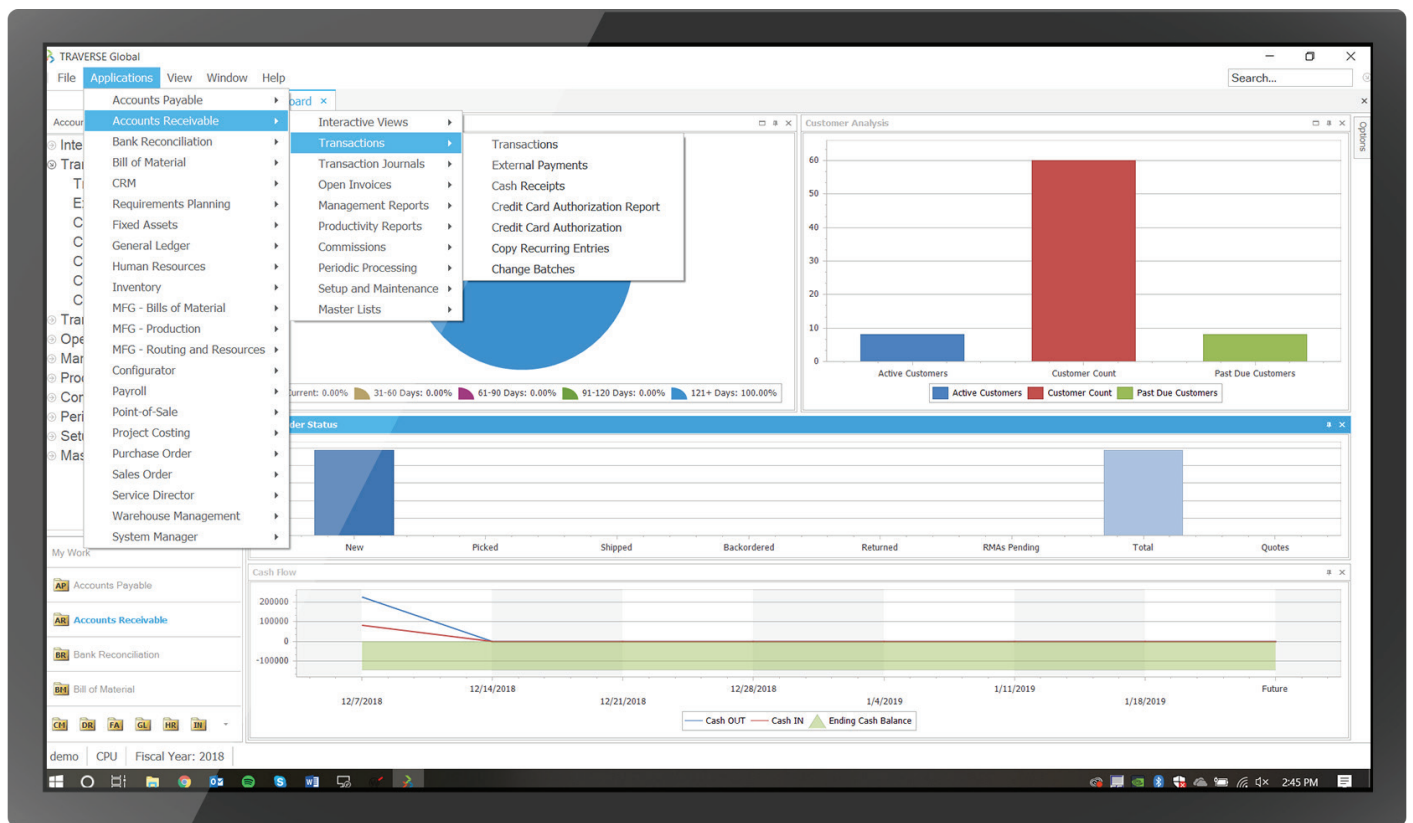 TRAVERSE Global
File Applications View Window Help
Search...
Accounts Payable
Accounts Receivable
Bank Reconciliation
Bill of Material
CRM
Requirements Planning
Fixed Assets
General Ledger
Human Resources
Inventory
MFG - Bills of Material
MFG - Production
MFG - Routing and Resources
Configurator
Payroll
Point-of-Sale
Project Costing
Purchase Order
Sales Order
Service Director
Warehouse Management
System Manager
Interactive Views
Transactions
Transaction Journals
Open Invoices
Management Reports
Productivity Reports
Commissions
Periodic Processing
Setup and Maintenance
Master Lists
Transactions
External Payments
Cash Receipts
Credit Card Authorization Report
Credit Card Authorization
Copy Recurring Entries
Change Batches
31-60 Days: 0.00% 61-90 Days: 0.00% 91-120 Days: 0.00% 121+ Days: 100.00%
Customer Analysis
Options
60
50
40
30
20
10
0
Active Customers Customer Count Past Due Customers
Active Customers Customer Count Past Due Customers
Status
New Picked Shipped Backordered Returned RMAs Pending Total Quotes
My Work
AP Accounts Payable
AR Accounts Receivable
BR Bank Reconciliation
BM Bill of Material
CM DR FA GL HR IN
Cash Flow
200000
100000
0
-100000
12/7/2018 12/14/2018 12/21/2018 12/28/2018 1/4/2019 1/11/2019 1/18/2019 Future
Cash OUT Cash IN Ending Cash Balance
demo CPU Fiscal Year: 2018
2:45 PM